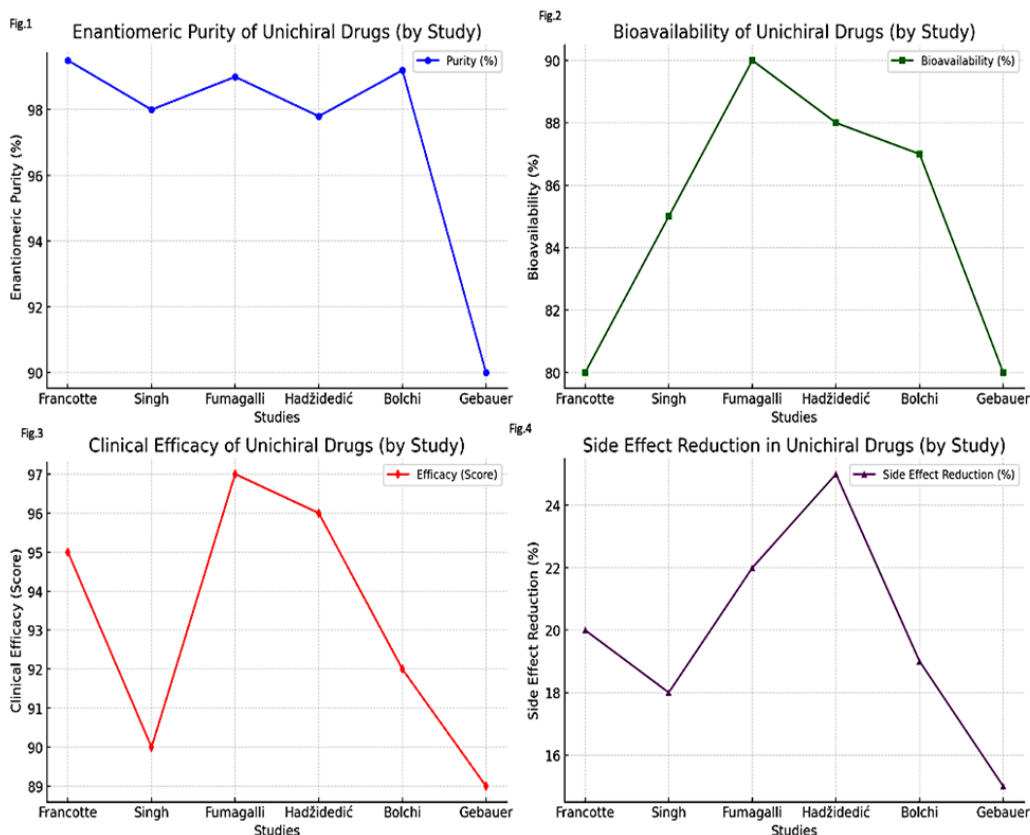 Fig.1
Enantiomeric Purity of Unichiral Drugs (by Study)
Purity (%)
Enantiomeric Purity (%)
98
96
94
92
90
Francotte Singh Fumagalli Hadžidedić Bolchi Gebauer
Studies
Fig.2
Bioavailability of Unichiral Drugs (by Study)
Bioavailability (%)
Bioavailability (%)
90
88
86
84
82
80
Francotte Singh Fumagalli Hadžidedić Bolchi Gebauer
Studies
Fig.3
Clinical Efficacy of Unichiral Drugs (by Study)
Efficacy (Score)
Clinical Efficacy (Score)
97
96
95
94
93
92
91
90
89
Francotte Singh Fumagalli Hadžidedić Bolchi Gebauer
Studies
Fig.4
Side Effect Reduction in Unichiral Drugs (by Study)
Side Effect Reduction (%)
Side Effect Reduction (%)
24
22
20
18
16
Francotte Singh Fumagalli Hadžidedić Bolchi Gebauer
Studies